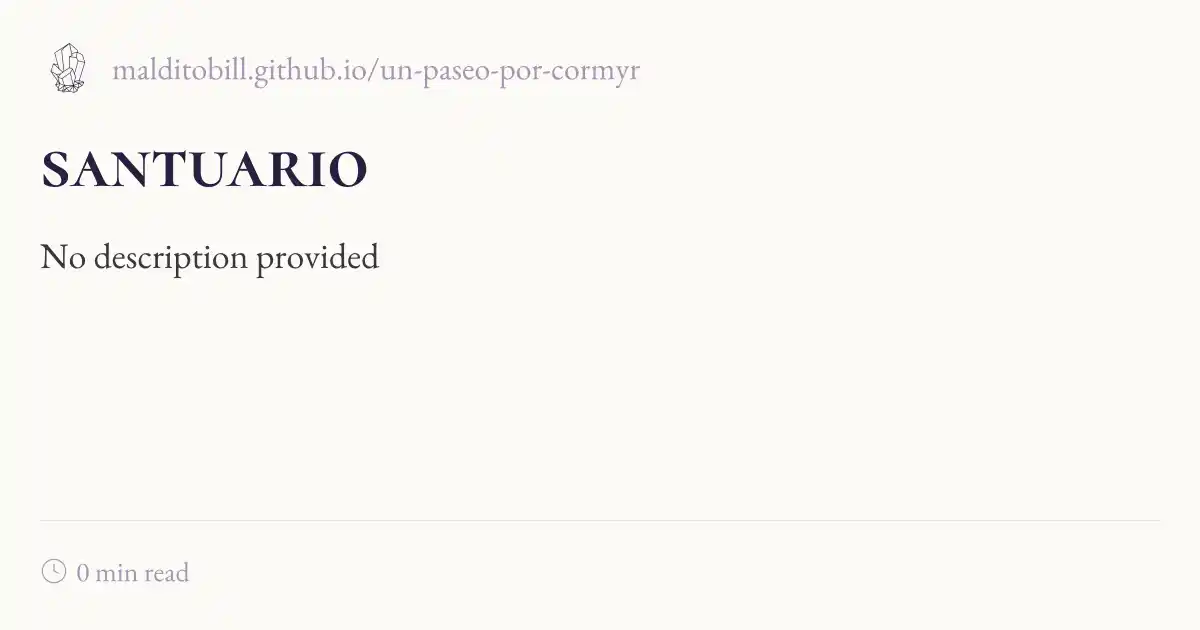 malditobill.github.io/un-paseo-por-cormyr
SANTUARIO
No description provided
0 min read